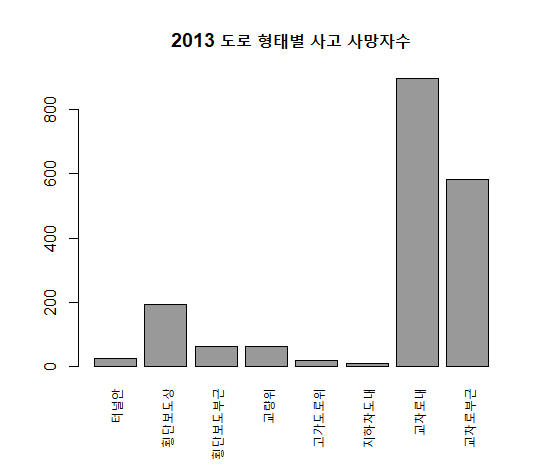 2013 도로 형태별 사고 사망자수
800
600
400
200
0
터널안
횡단보도상
횡단보도부근
교량위
고가도로위
지하차도내
교차로내
교차로부근